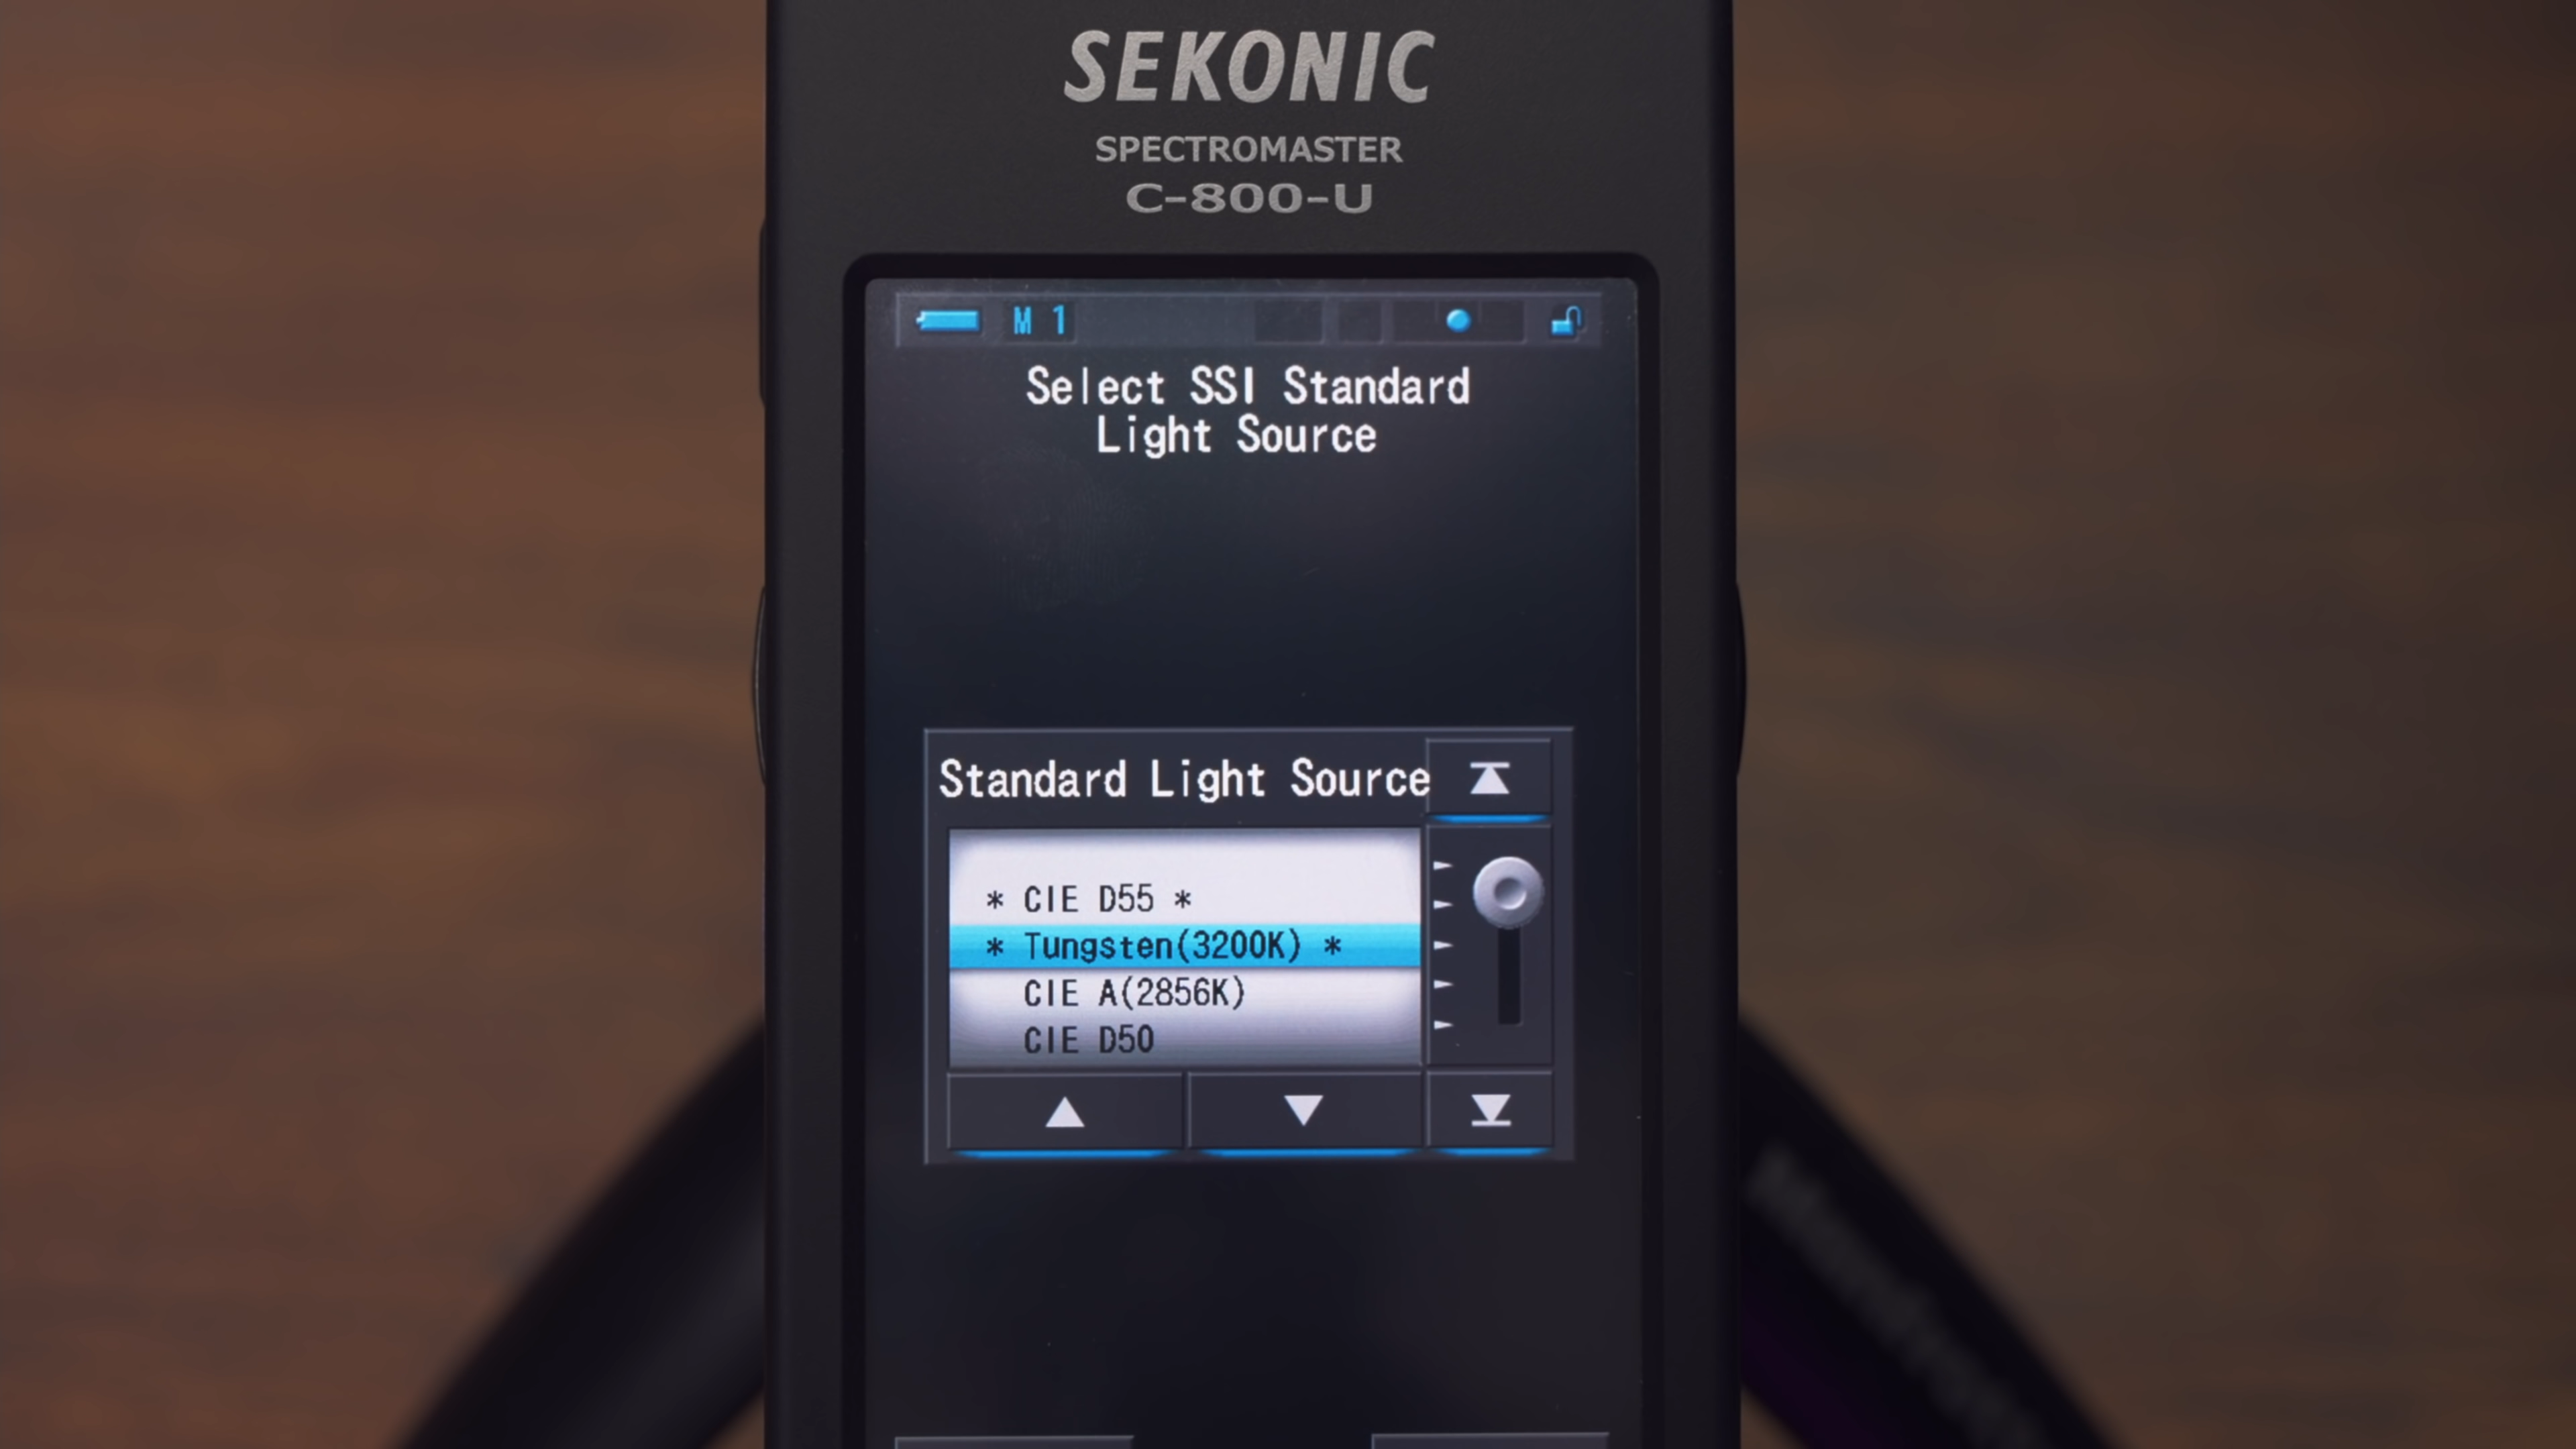 SEKONIC
SPECTROMASTER
C-800-U
M 1
Select SSI Standard
Light Source
Standard Light Source
* CIE D55 *
* Tungsten(3200K) *
CIE A(2856K)
CIE D50